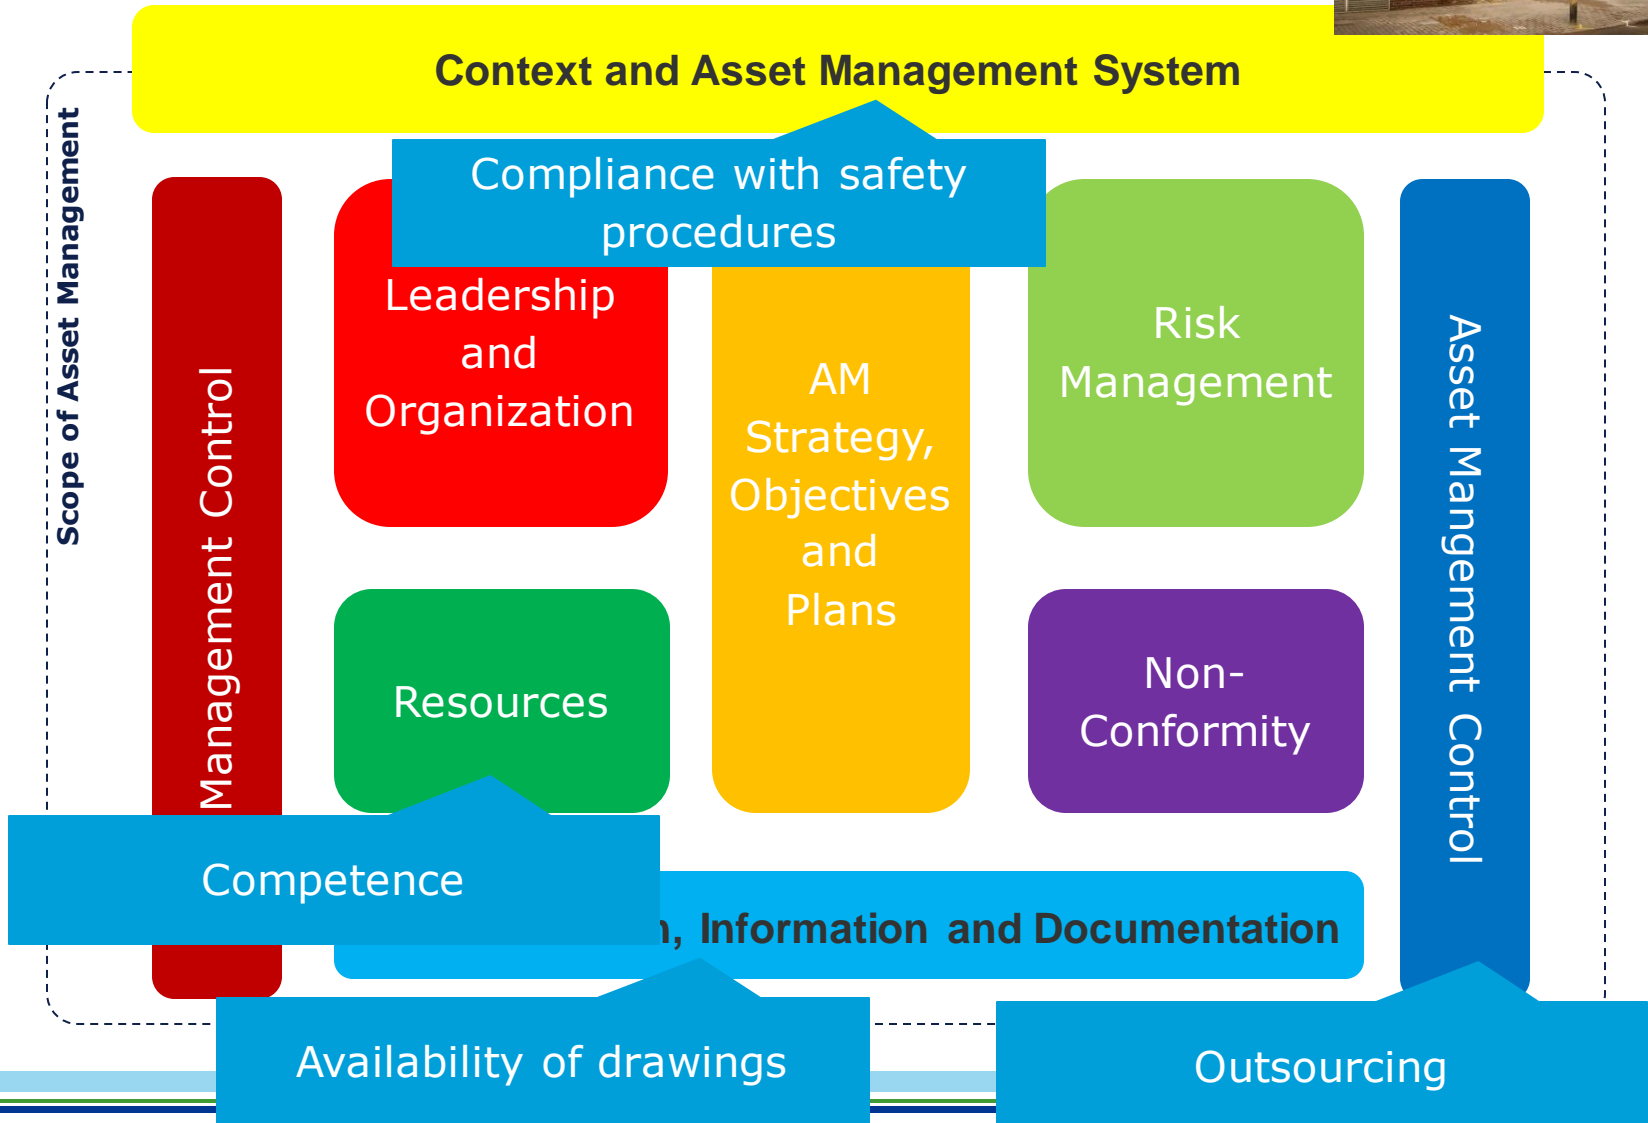 Context and Asset Management System
Scope of Asset Management
Compliance with safety
procedures
Management Control
Leadership
and
Organization
AM
Strategy,
Objectives
and
Plans
Risk
Management
Asset Mangement Control
Resources
Non-
Conformity
Competence
Information and Documentation
Availability of drawings
Outsourcing